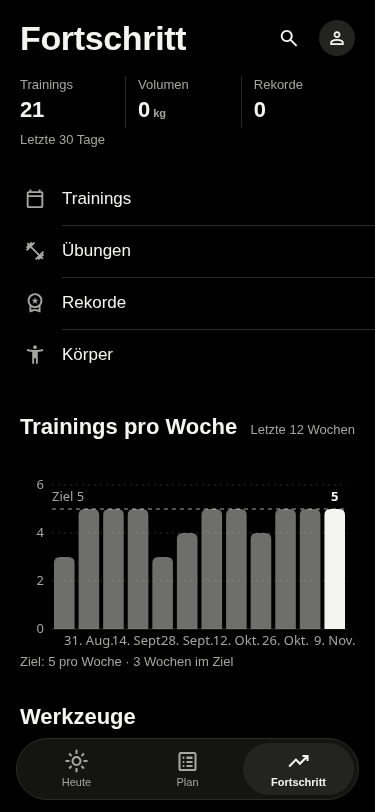 Fortschritt
Trainings Volumen Rekorde
21 0 kg 0
Letzte 30 Tage
Trainings
Übungen
Rekorde
Körper
Trainings pro Woche Letzte 12 Wochen
6
Ziel 5 5
4
2
0
31. Aug. 14. Sept. 28. Sept. 12. Okt. 26. Okt. 9. Nov.
Ziel: 5 pro Woche · 3 Wochen im Ziel
Werkzeuge
Heute Plan Fortschritt